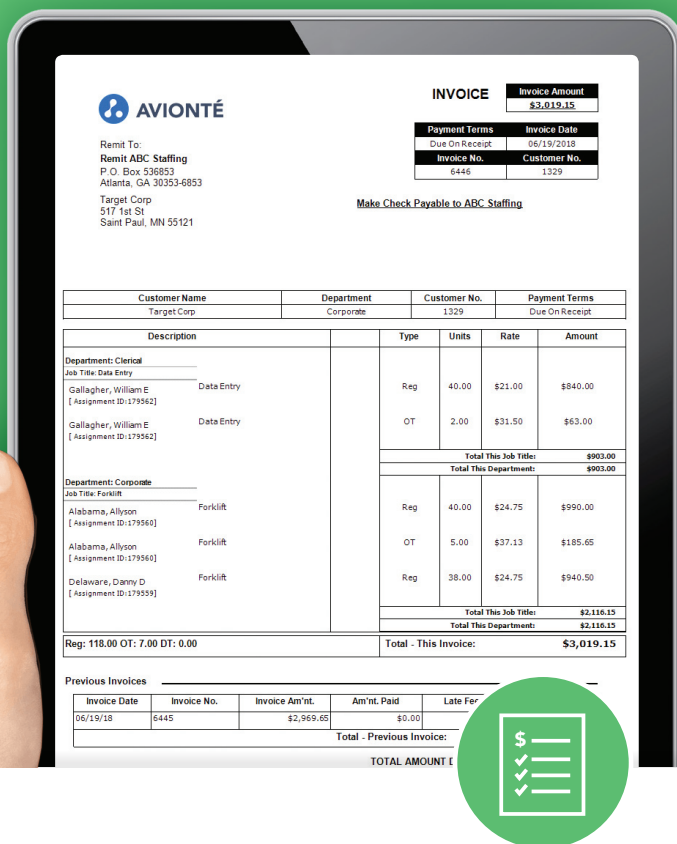 AVIONTÉ
INVOICE
Invoice Amount
$3,019.15
Payment Terms Invoice Date
Due On Receipt 06/19/2018
Invoice No. Customer No.
6446 1329
Remit To:
Remit ABC Staffing
P.O. Box 536853
Atlanta, GA 30353-6853
Target Corp
517 1st St
Saint Paul, MN 55121
Make Check Payable to ABC Staffing
Customer Name Department Customer No. Payment Terms
Target Corp Corporate 1329 Due On Receipt
Description Type Units Rate Amount
Department: Clerical
Job Title: Data Entry
Gallagher, William E Data Entry Reg 40.00 $21.00 $840.00
[ Assignment ID:179562]
Gallagher, William E Data Entry OT 2.00 $31.50 $63.00
[ Assignment ID:179562]
Total This Job Title: $903.00
Total This Department: $903.00
Department: Corporate
Job Title: Forklift
Alabama, Allyson Forklift Reg 40.00 $24.75 $990.00
[ Assignment ID:179560]
Alabama, Allyson Forklift OT 5.00 $37.13 $185.65
[ Assignment ID:179560]
Delaware, Danny D Forklift Reg 38.00 $24.75 $940.50
[ Assignment ID:179559]
Total This Job Title: $2,116.15
Total This Department: $2,116.15
Reg: 118.00 OT: 7.00 DT: 0.00 Total - This Invoice: $3,019.15
Previous Invoices
Invoice Date Invoice No. Invoice Am'nt. Am'nt. Paid Late Fee
06/19/18 6445 $2,969.65 $0.00
Total - Previous Invoice:
TOTAL AMOUNT
$